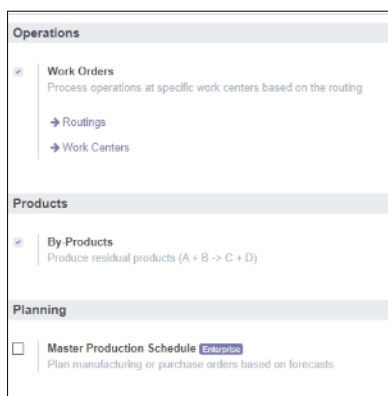 Operations
Work Orders
Process operations at specific work centers based on the routing
→ Routings
→ Work Centers
Products
By-Products
Produce residual products (A + B -> C + D)
Planning
Master Production Schedule Enterprise
Plan manufacturing or purchase orders based on forecasts